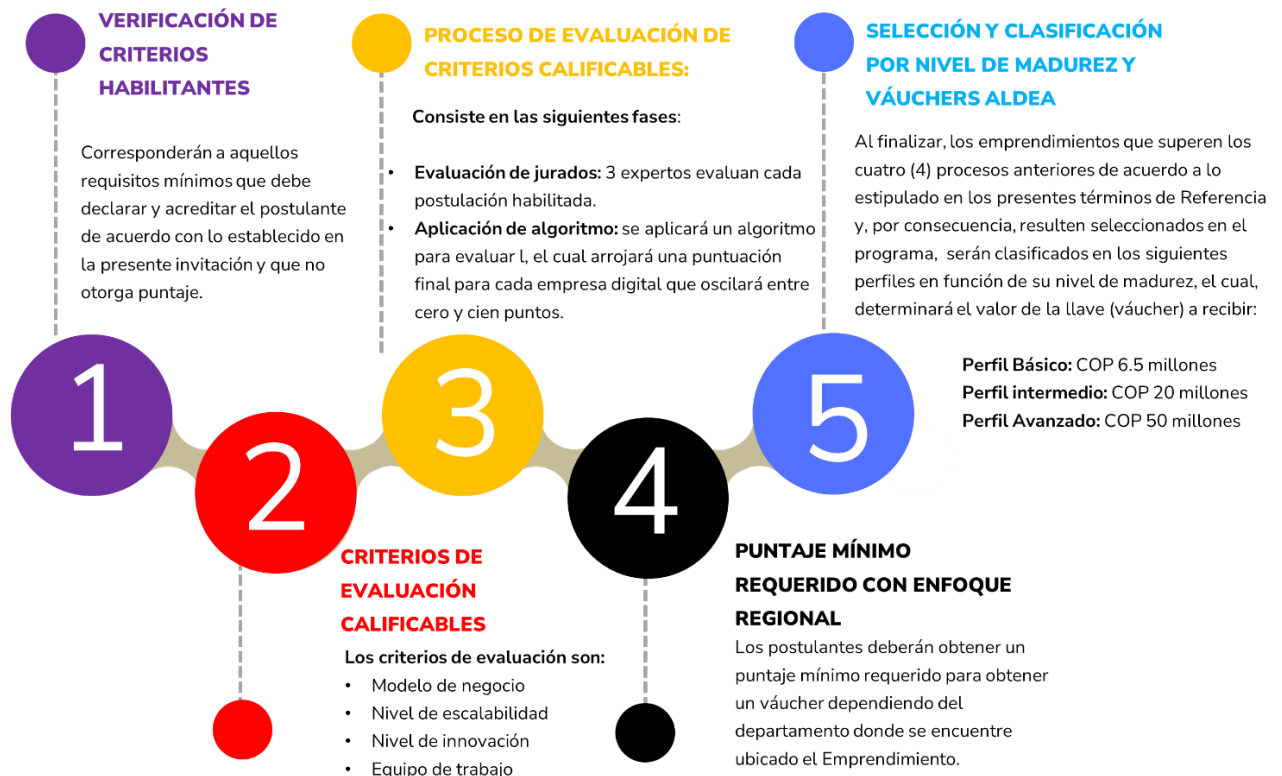 VERIFICACIÓN DE
CRITERIOS
HABILITANTES
Corresponderán a aquellos
requisitos mínimos que debe
declarar y acreditar el postulante
de acuerdo con lo establecido en
la presente invitación y que no
otorga puntaje.
1
2
CRITERIOS DE
EVALUACIÓN
CALIFICABLES
Los criterios de evaluación son:
• Modelo de negocio
• Nivel de escalabilidad
• Nivel de innovación
• Equipo de trabajo
PROCESO DE EVALUACIÓN DE
CRITERIOS CALIFICABLES:
Consiste en las siguientes fases:
• Evaluación de jurados: 3 expertos evaluan cada
postulación habilitada.
• Aplicación de algoritmo: se aplicará un algoritmo
para evaluar l, el cual arrojará una puntuación
final para cada empresa digital que oscilará entre
cero y cien puntos.
3
4
PUNTAJE MÍNIMO
REQUERIDO CON ENFOQUE
REGIONAL
Los postulantes deberán obtener un
puntaje mínimo requerido para obtener
un váucher dependiendo del
departamento donde se encuentre
ubicado el Emprendimiento.
SELECCIÓN Y CLASIFICACIÓN
POR NIVEL DE MADUREZ Y
VÁUCHERS ALDEA
Al finalizar, los emprendimientos que superen los
cuatro (4) procesos anteriores de acuerdo a lo
estipulado en los presentes términos de Referencia
y, por consecuencia, resulten seleccionados en el
programa, serán clasificados en los siguientes
perfiles en función de su nivel de madurez, el cual,
determinará el valor de la llave (váucher) a recibir:
Perfil Básico: COP 6.5 millones
Perfil intermedio: COP 20 millones
Perfil Avanzado: COP 50 millones
5